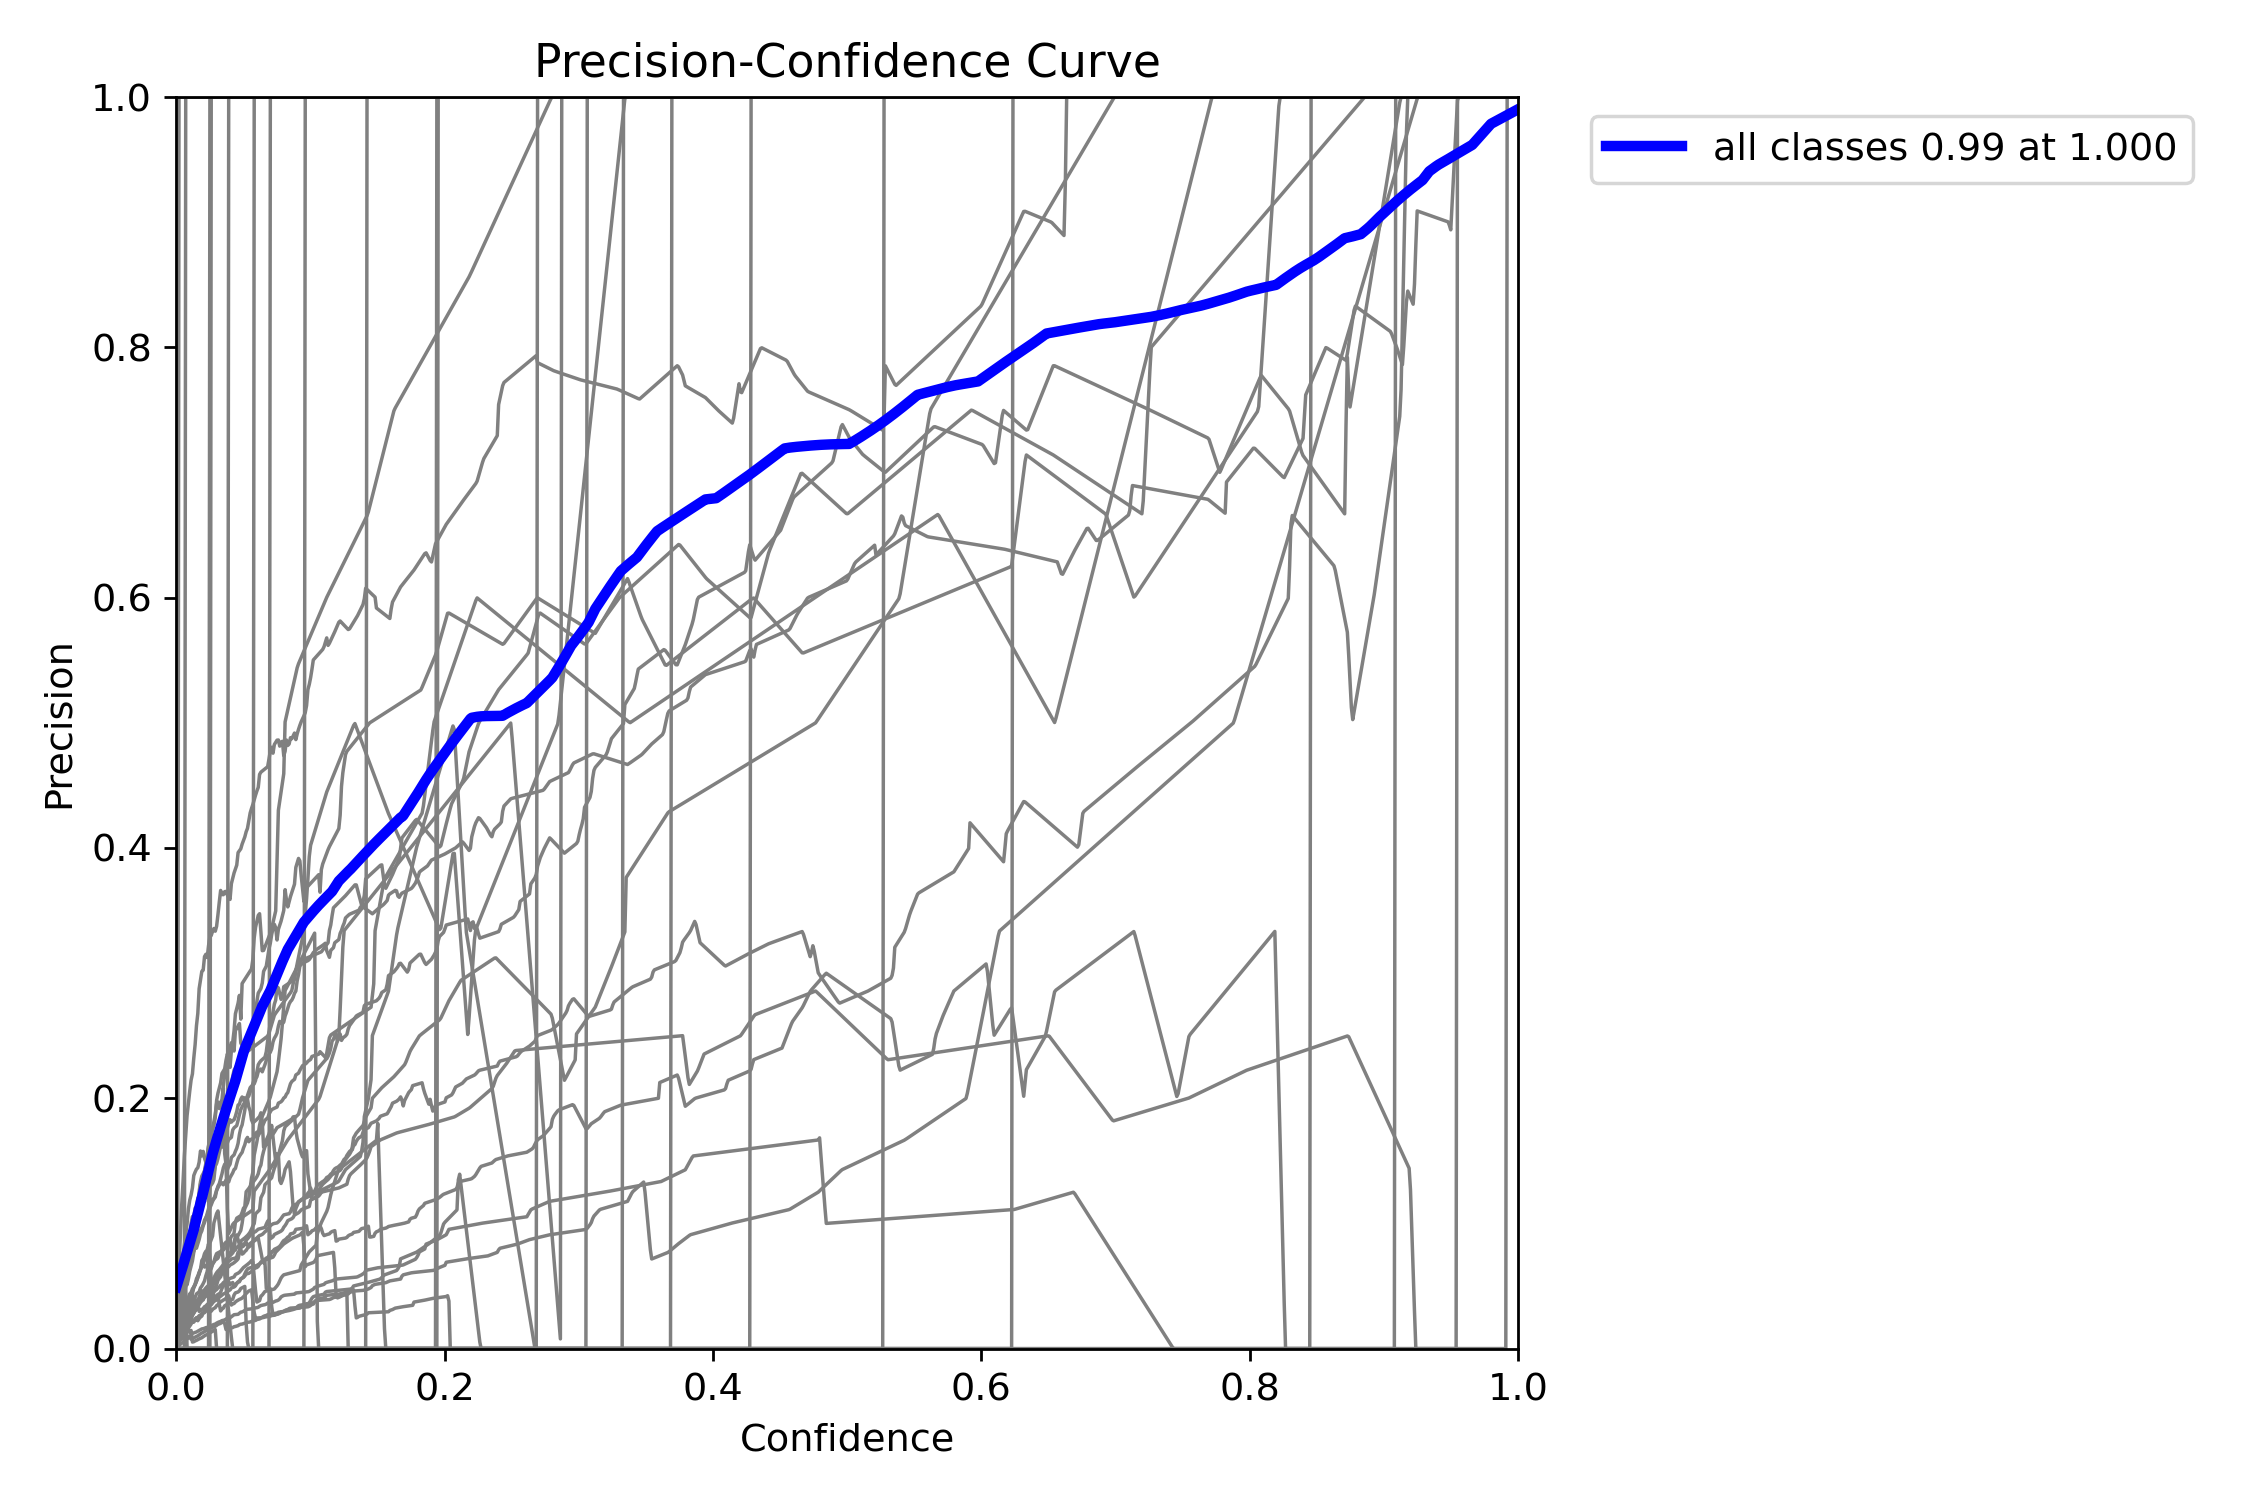 Precision-Confidence Curve
1.0
0.8
0.6
0.4
0.2
0.0
Precision
0.0 0.2 0.4 0.6 0.8 1.0
Confidence
all classes 0.99 at 1.000